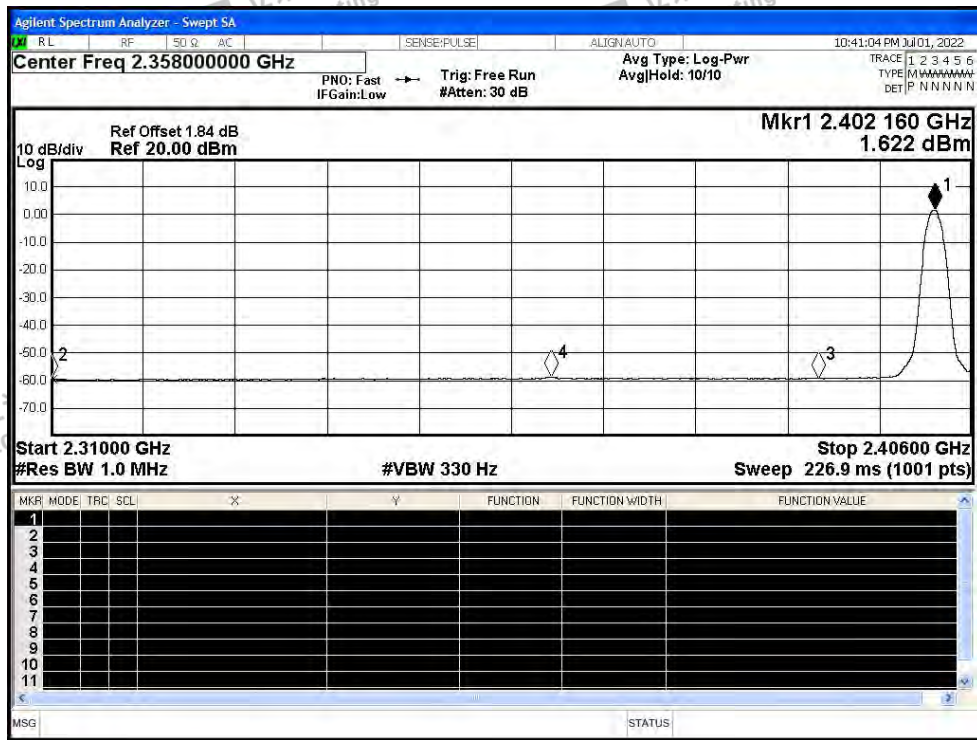 Agilent Spectrum Analyzer - Swept SA
RL RF 50 Ω AC SENSE:PULSE ALIGNAUTO 10:41:04 PM Jul 01, 2022
Center Freq 2.358000000 GHz
PNO: Fast
IFGain:Low
Trig: Free Run
#Atten: 30 dB
Avg Type: Log-Pwr
Avg|Hold: 10/10
TRACE 1 2 3 4 5 6
TYPE M W W W W W
DET P N N N N N
Mkr1 2.402 160 GHz
1.622 dBm
Ref Offset 1.84 dB
10 dB/div Ref 20.00 dBm
Log
10.0
0.00
-10.0
-20.0
-30.0
-40.0
-50.0
-60.0
-70.0
1
2
4
3
Start 2.31000 GHz Stop 2.40600 GHz
#Res BW 1.0 MHz #VBW 330 Hz Sweep 226.9 ms (1001 pts)
MKR MODE TRC SCL X Y FUNCTION FUNCTION WIDTH FUNCTION VALUE
1
2
3
4
5
6
7
8
9
10
11
MSG STATUS